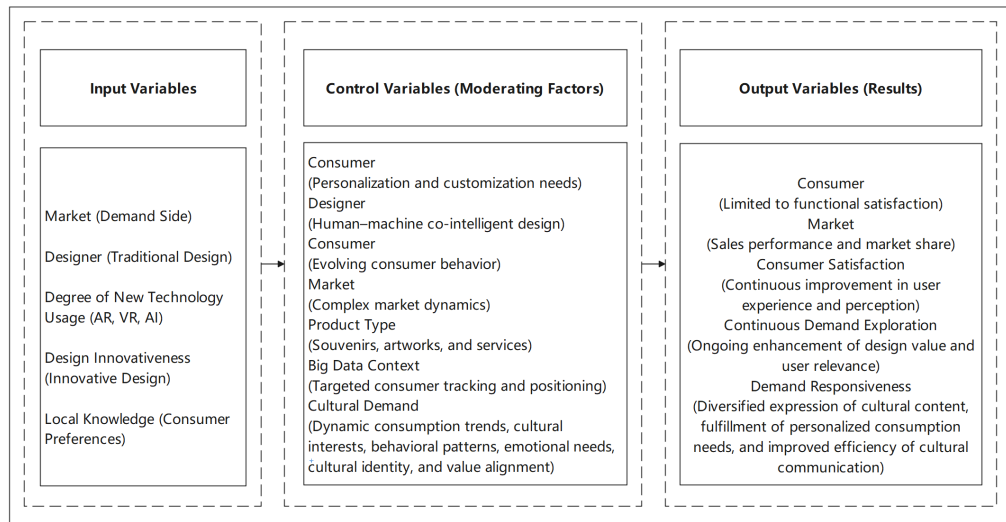 Input Variables
Market (Demand Side)
Designer (Traditional Design)
Degree of New Technology
Usage (AR, VR, AI)
Design Innovativeness
(Innovative Design)
Local Knowledge (Consumer
Preferences)
Control Variables (Moderating Factors)
Consumer
(Personalization and customization needs)
Designer
(Human–machine co-intelligent design)
Consumer
(Evolving consumer behavior)
Market
(Complex market dynamics)
Product Type
(Souvenirs, artworks, and services)
Big Data Context
(Targeted consumer tracking and positioning)
Cultural Demand
(Dynamic consumption trends, cultural
interests, behavioral patterns, emotional needs,
cultural identity, and value alignment)
Output Variables (Results)
Consumer
(Limited to functional satisfaction)
Market
(Sales performance and market share)
Consumer Satisfaction
(Continuous improvement in user
experience and perception)
Continuous Demand Exploration
(Ongoing enhancement of design value and
user relevance)
Demand Responsiveness
(Diversified expression of cultural content,
fulfillment of personalized consumption
needs, and improved efficiency of cultural
communication)